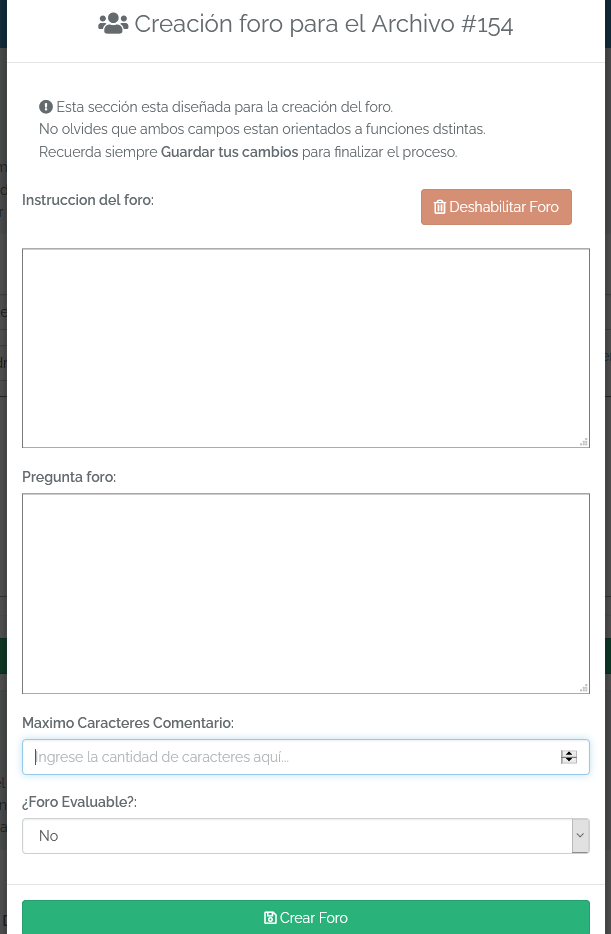 Creación foro para el Archivo #154
Esta sección esta diseñada para la creación del foro.
No olvides que ambos campos estan orientados a funciones dstintas.
Recuerda siempre Guardar tus cambios para finalizar el proceso.
Instruccion del foro:
Deshabilitar Foro
Pregunta foro:
Maximo Caracteres Comentario:
Ingrese la cantidad de caracteres aquí...
¿Foro Evaluable?:
No
Crear Foro